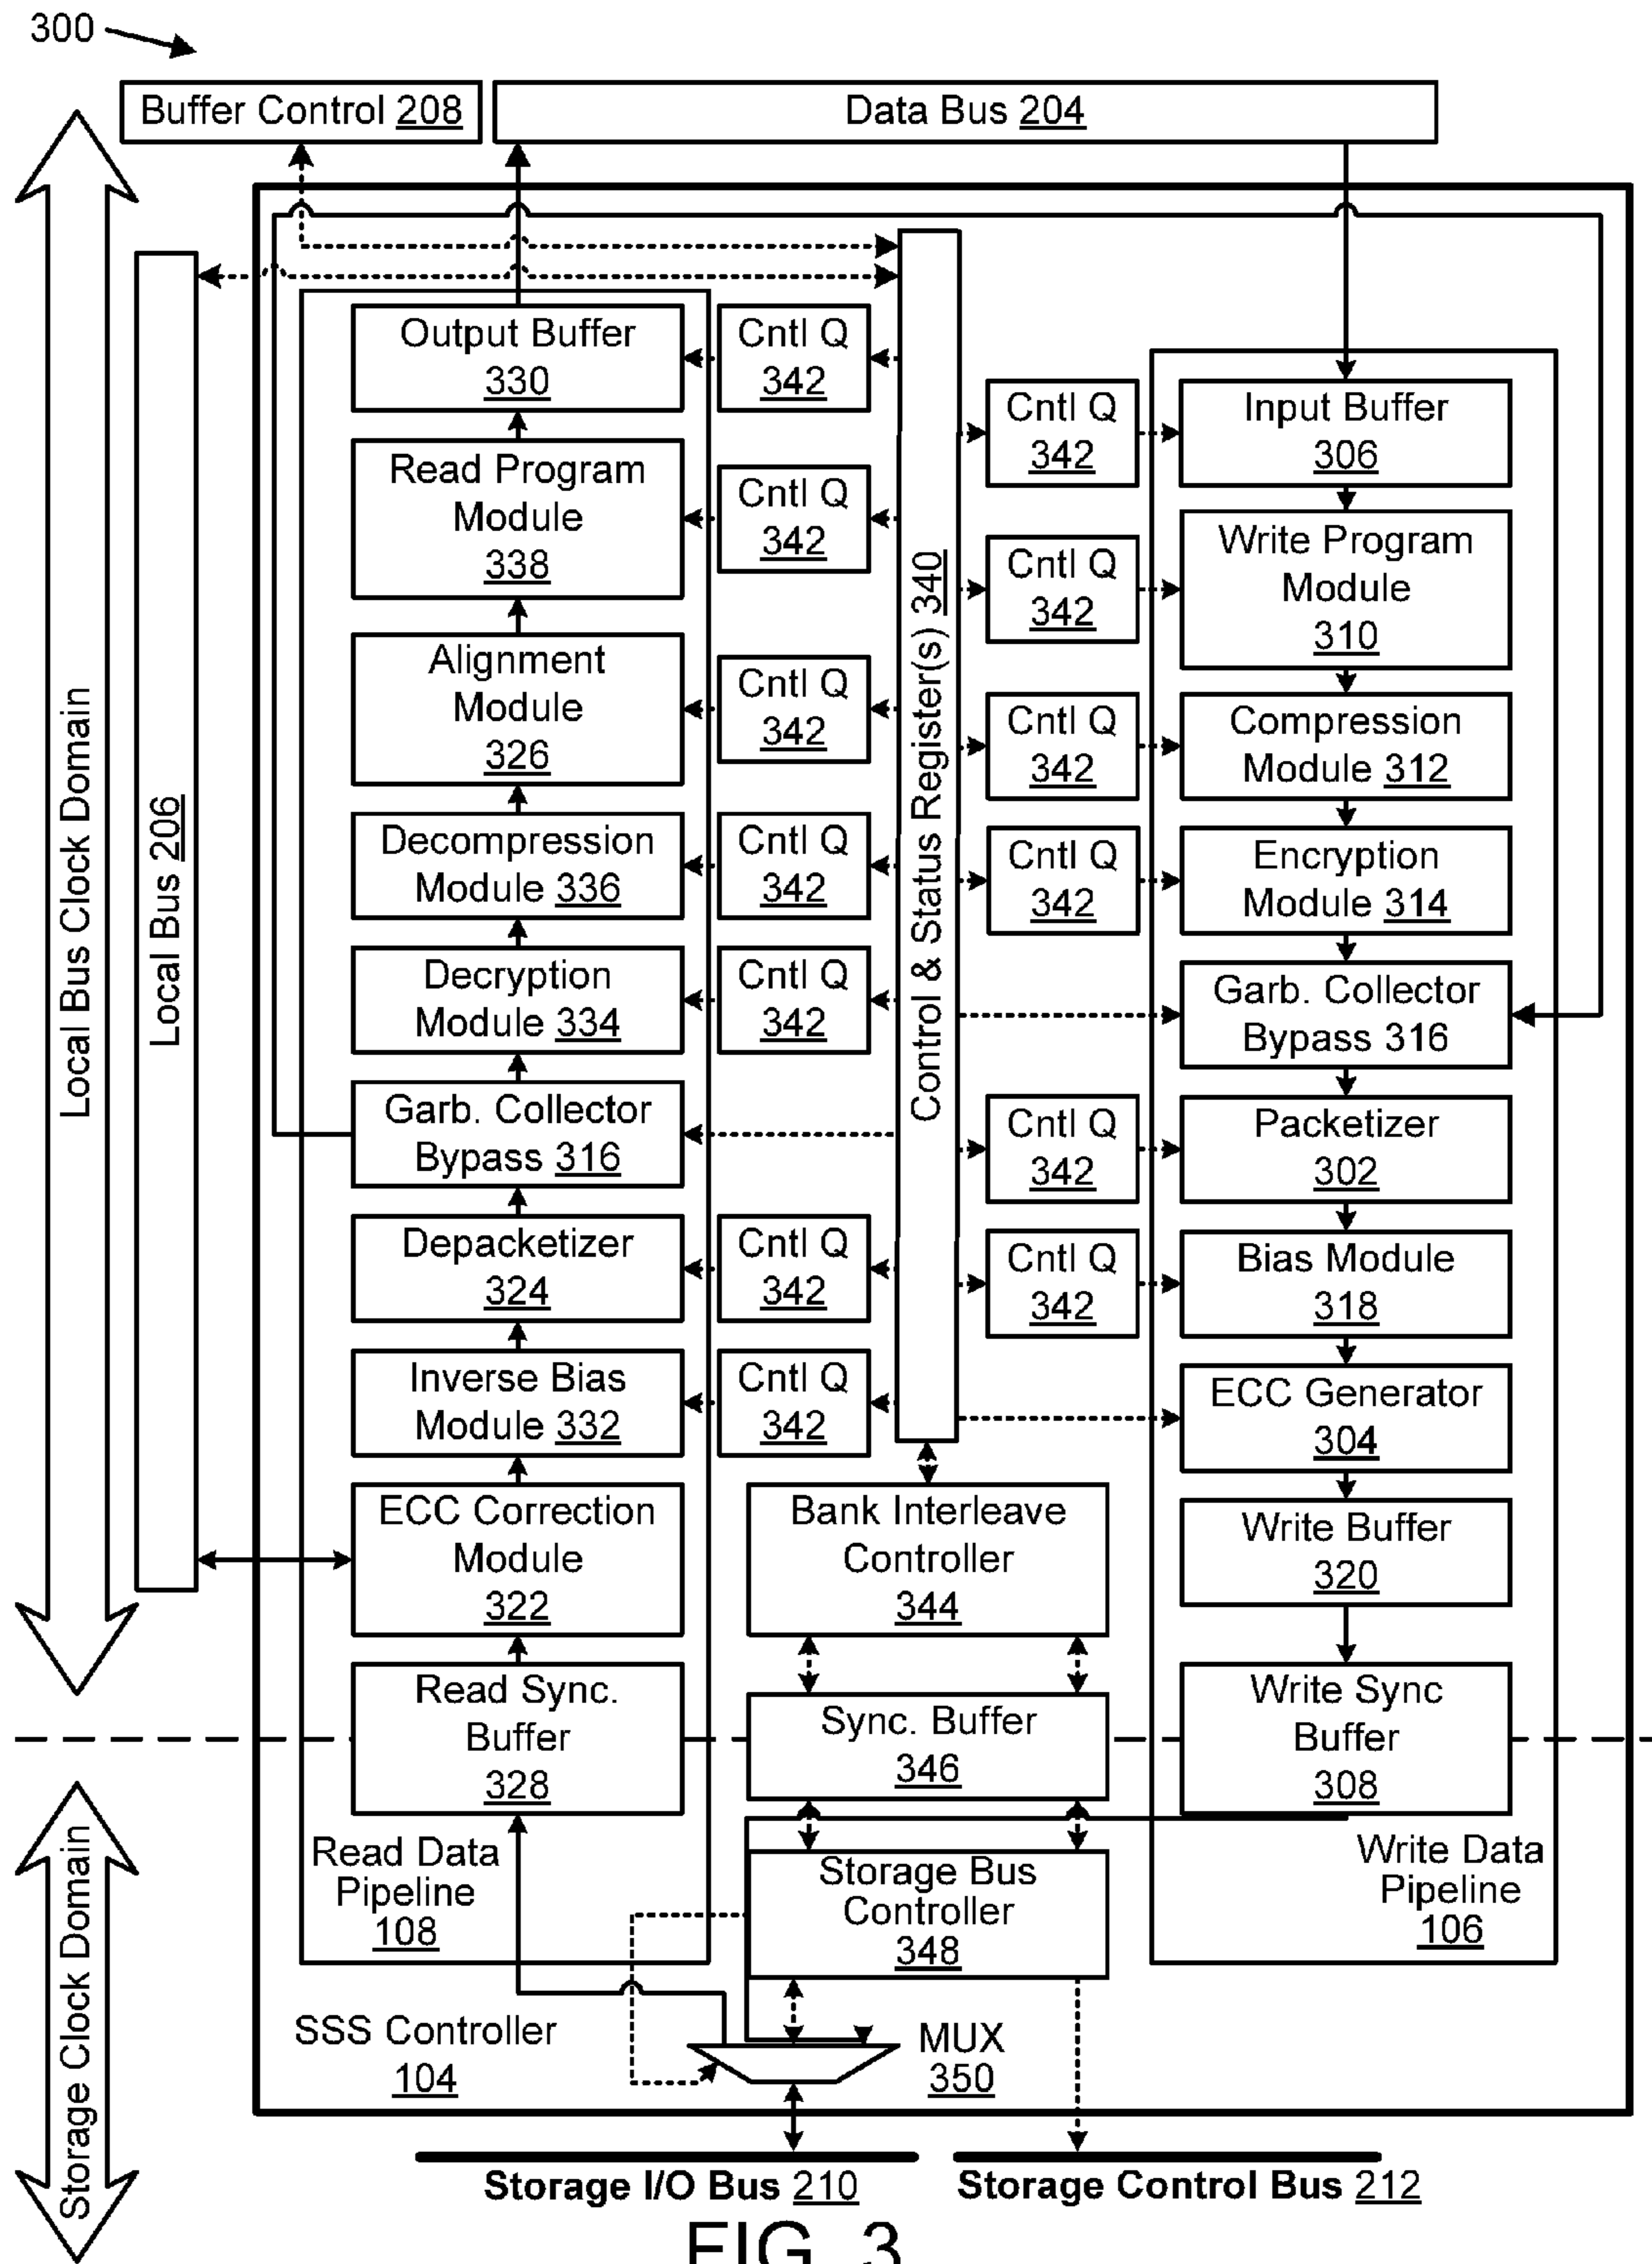 300
Buffer Control 208
Data Bus 204
Local Bus Clock Domain
Local Bus 206
Output Buffer
330
Read Program
Module
338
Alignment
Module
326
Decompression
Module 336
Decryption
Module 334
Garb. Collector
Bypass 316
Depacketizer
324
Inverse Bias
Module 332
ECC Correction
Module
322
Read Sync.
Buffer
328
Read Data
Pipeline
108
Cntl Q
342
Cntl Q
342
Cntl Q
342
Cntl Q
342
Cntl Q
342
Cntl Q
342
Cntl Q
342
Control & Status Register(s) 340
Cntl Q
342
Cntl Q
342
Cntl Q
342
Cntl Q
342
Cntl Q
342
Cntl Q
342
Input Buffer
306
Write Program
Module
310
Compression
Module 312
Encryption
Module 314
Garb. Collector
Bypass 316
Packetizer
302
Bias Module
318
ECC Generator
304
Write Buffer
320
Write Sync
Buffer
308
Write Data
Pipeline
106
Bank Interleave
Controller
344
Sync. Buffer
346
Storage Bus
Controller
348
Storage Clock Domain
SSS Controller
104
MUX
350
Storage I/O Bus 210
Storage Control Bus 212
FIG. 3